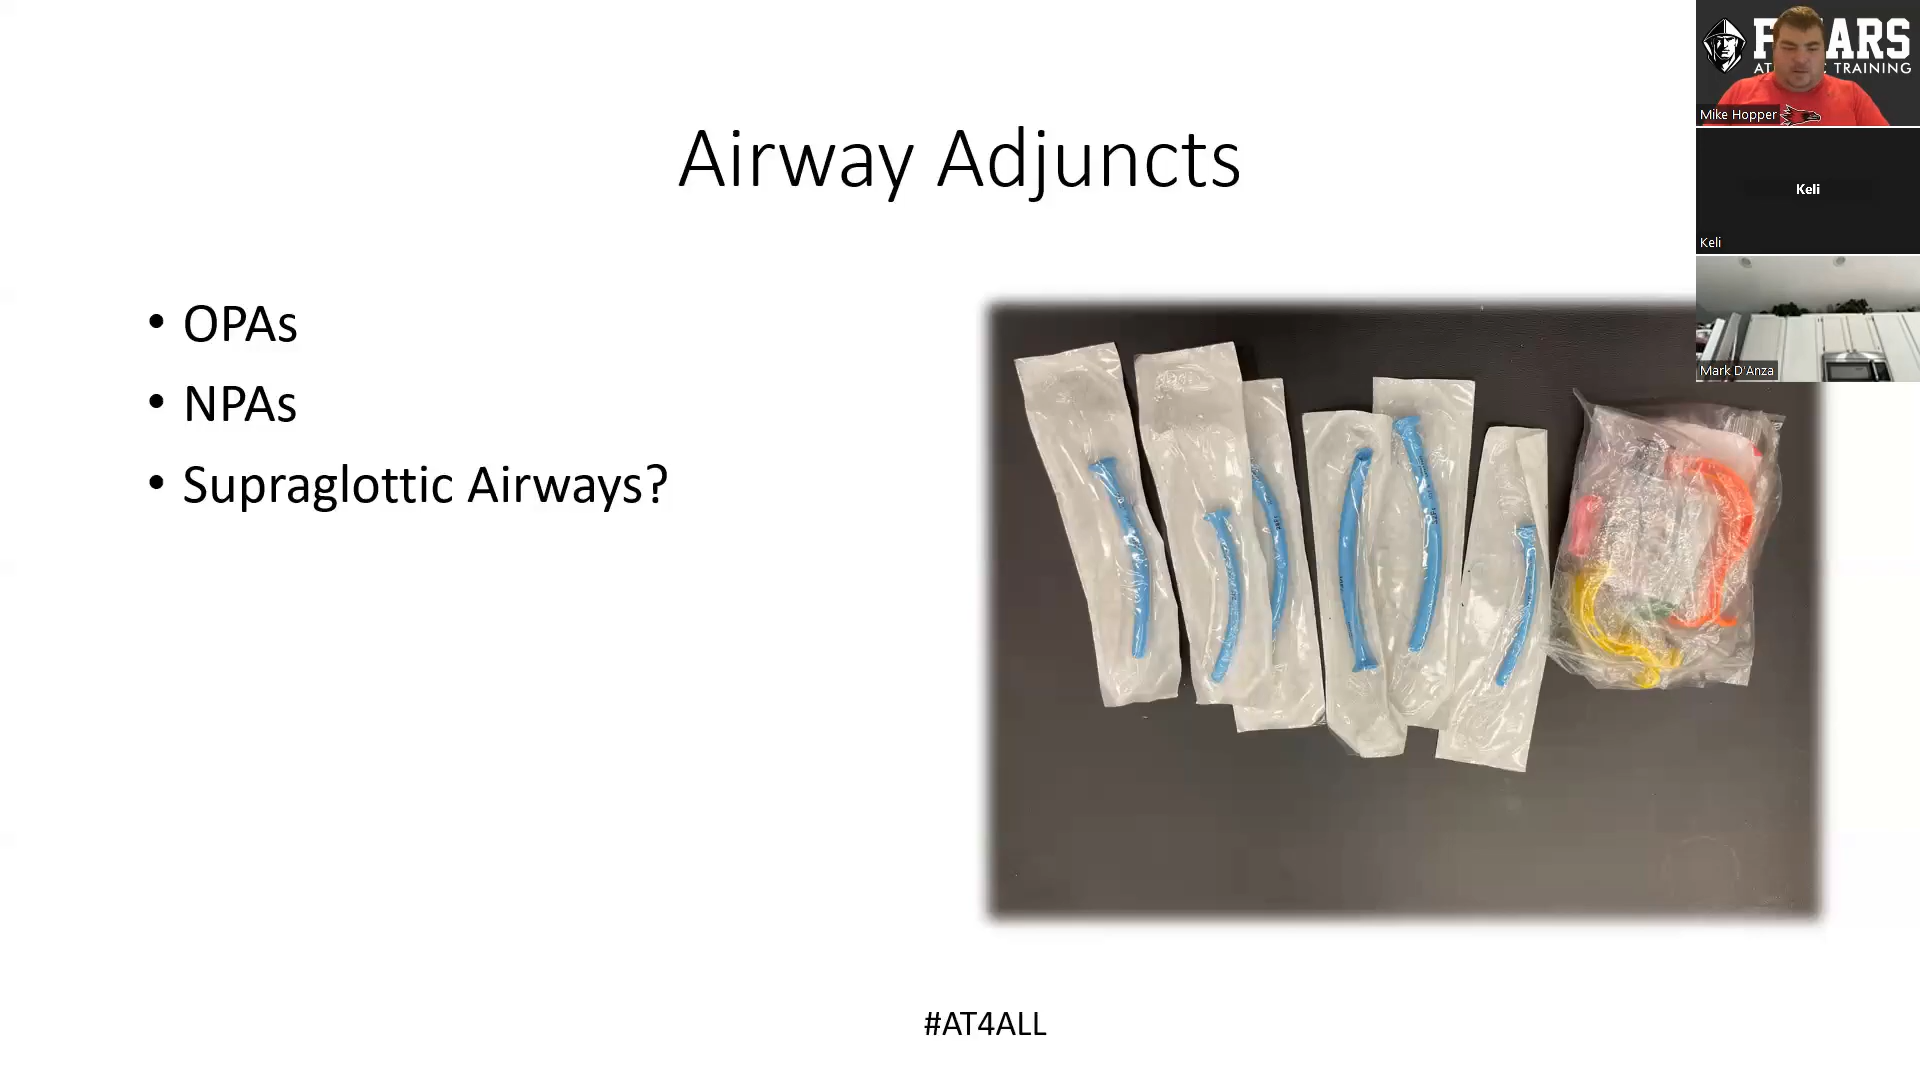 Airway Adjuncts
• OPAs
• NPAs
• Supraglottic Airways?
#AT4ALL
TRAINING
Mike Hopper
Keli
Keli
Mark D'Anza